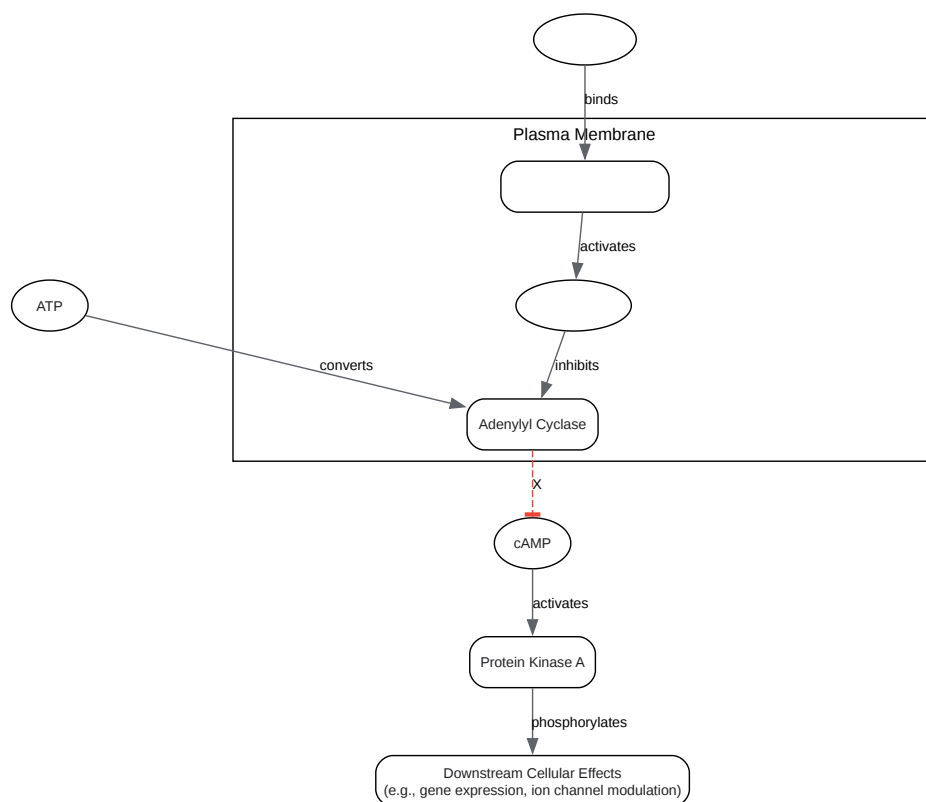 binds
Plasma Membrane
activates
ATP
converts
inhibits
Adenylyl Cyclase
X
cAMP
activates
Protein Kinase A
phosphorylates
Downstream Cellular Effects
(e.g., gene expression, ion channel modulation)